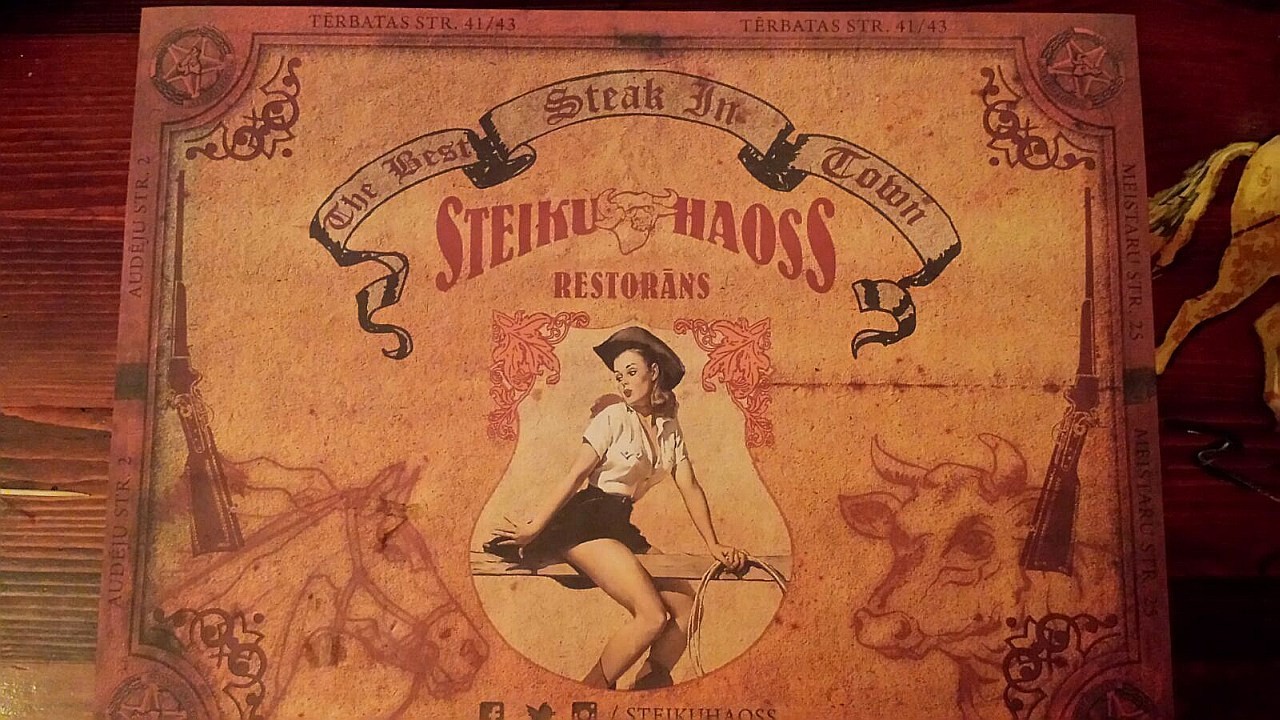 TĒRBATAS STR. 41/43
TĒRBATAS STR. 41/43
The Best Steak In Town
STEIKU HAOSS
RESTORĀNS
AUDĒJU STR. 2
AUDĒJU STR. 2
MEISTARU STR. 25
MEISTARU STR. 25
/ STEIKUHAOSS